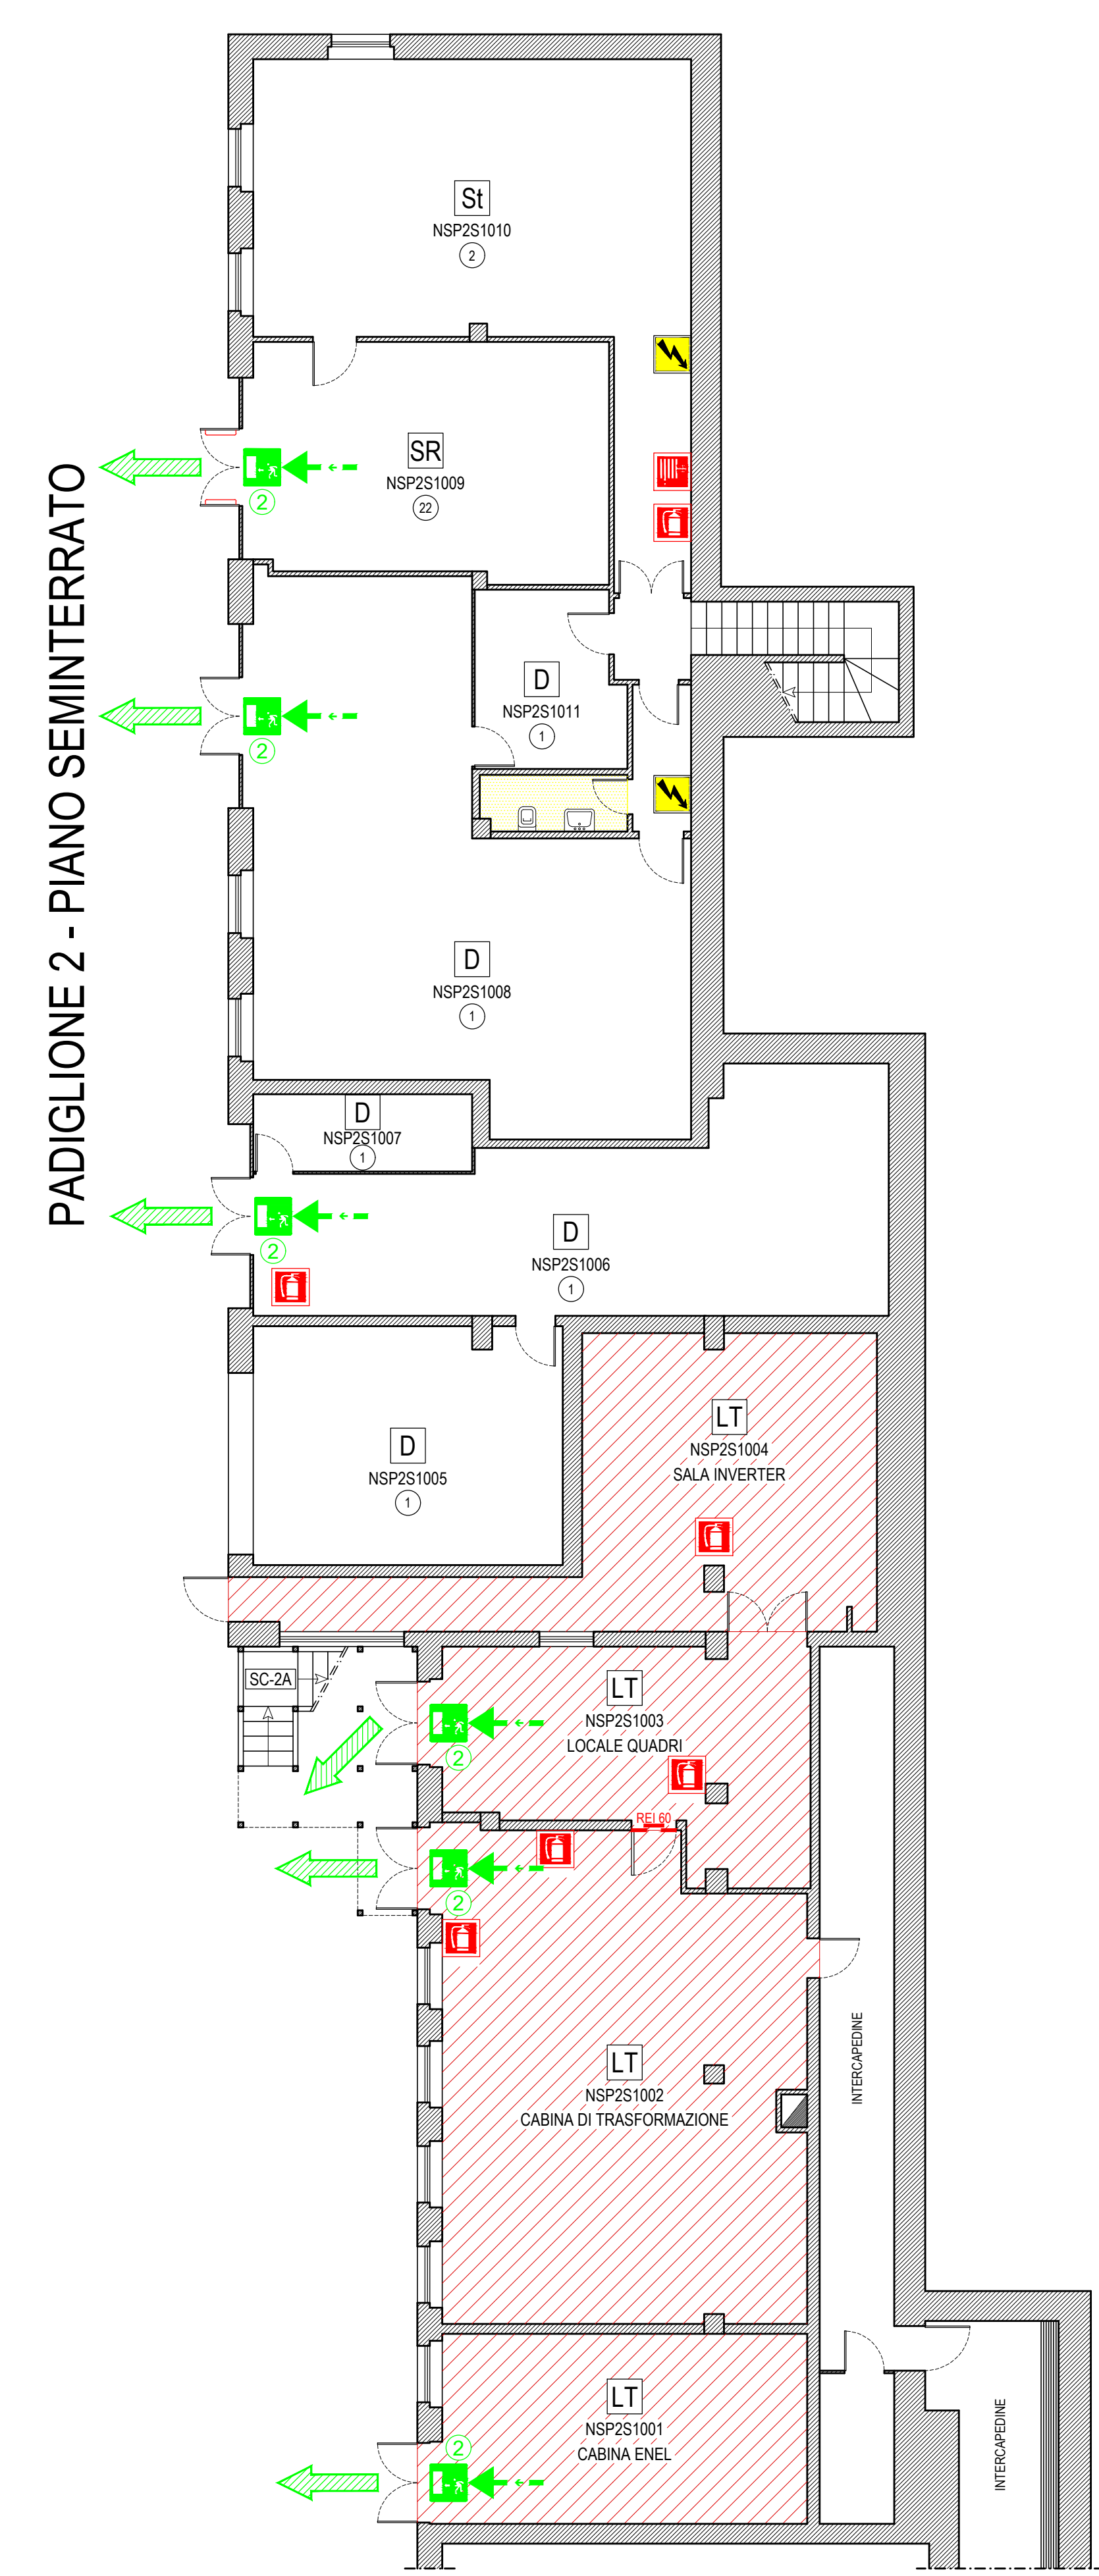 PADIGLIONE 2 - PIANO SEMINTERRATO
St
NSP2S1010
2
SR
NSP2S1009
22
2
D
NSP2S1011
1
2
D
NSP2S1008
1
D
NSP2S1007
1
2
D
NSP2S1006
1
D
NSP2S1005
1
LT
NSP2S1004
SALA INVERTER
SC-2A
LT
NSP2S1003
LOCALE QUADRI
2
REI 60
2
LT
NSP2S1002
CABINA DI TRASFORMAZIONE
INTERCAPEDINE
LT
NSP2S1001
CABINA ENEL
2
INTERCAPEDINE